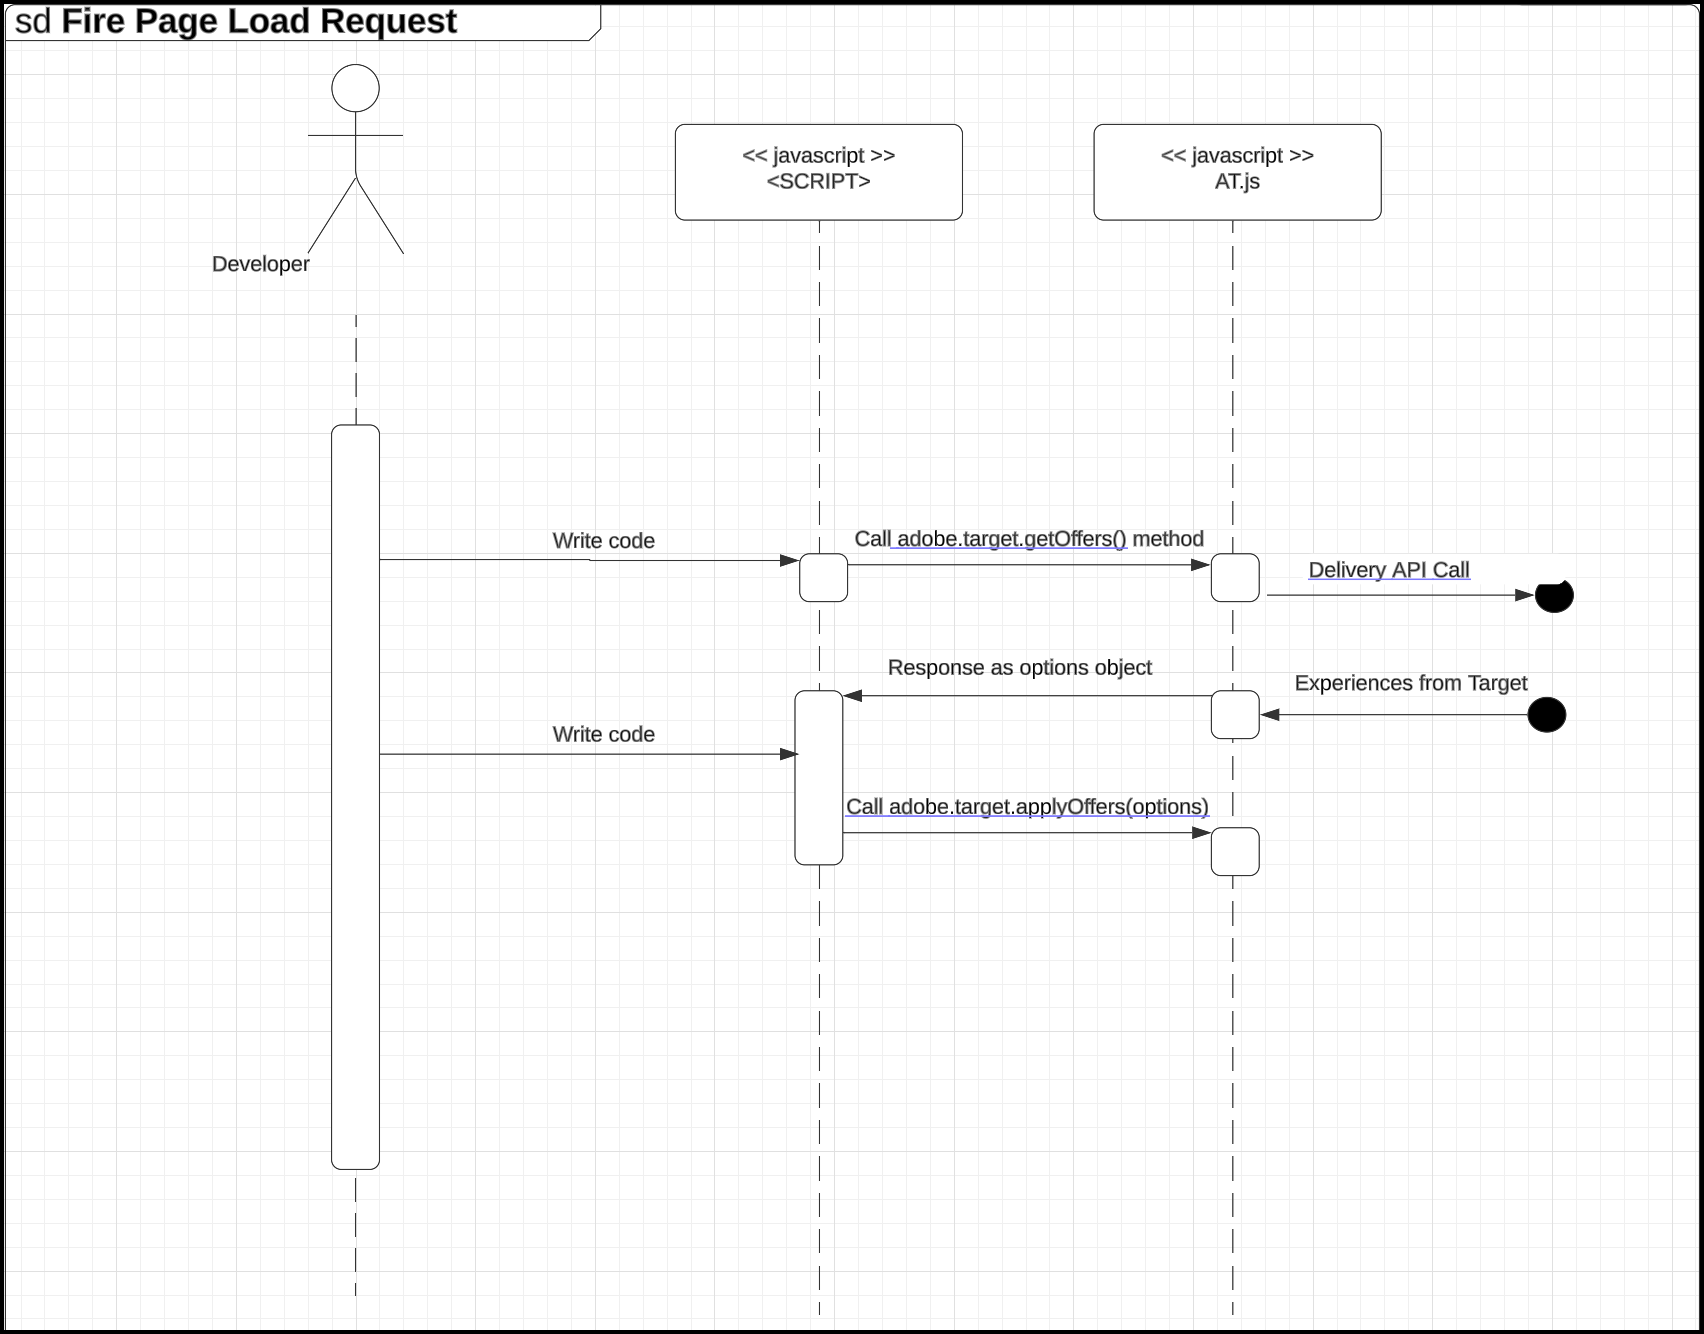 sd Fire Page Load Request
<< javascript >>
<SCRIPT>
<< javascript >>
AT.js
Developer
Write code
Call adobe.target.getOffers() method
Delivery API Call
Response as options object
Experiences from Target
Write code
Call adobe.target.applyOffers(options)